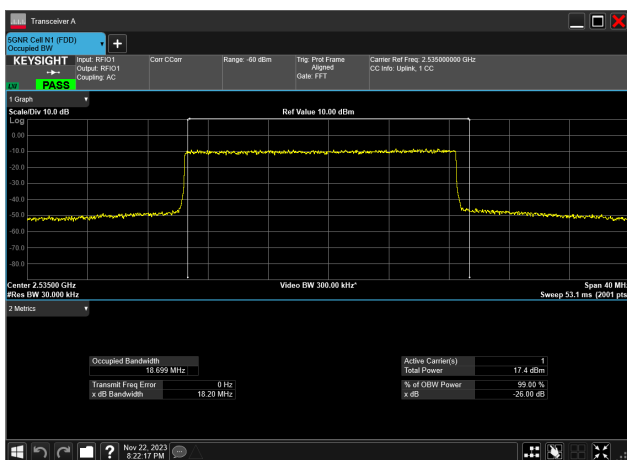 Transceiver A
5GNR Cell N1 (FDD)
Occupied BW
KEYSIGHT
Input: RFIO1
Output: RFIO1
Coupling: AC
Corr CCorr
Range: -60 dBm
Trig: Prot Frame
Aligned
Gate: FFT
Carrier Ref Freq: 2.535000000 GHz
CC Info: Uplink, 1 CC
PASS
1 Graph
Scale/Div 10.0 dB
Ref Value 10.00 dBm
Log
0.00
-10.0
-20.0
-30.0
-40.0
-50.0
-60.0
-70.0
-80.0
Center 2.53500 GHz
#Res BW 30.000 kHz
Video BW 300.00 kHz*
Span 40 MH
Sweep 53.1 ms (2001 pts
2 Metrics
Occupied Bandwidth
18.699 MHz
Transmit Freq Error 0 Hz
x dB Bandwidth 18.20 MHz
Active Carrier(s) 1
Total Power 17.4 dBm
% of OBW Power 99.00 %
x dB -26.00 dB
? Nov 22, 2023
8:22:17 PM